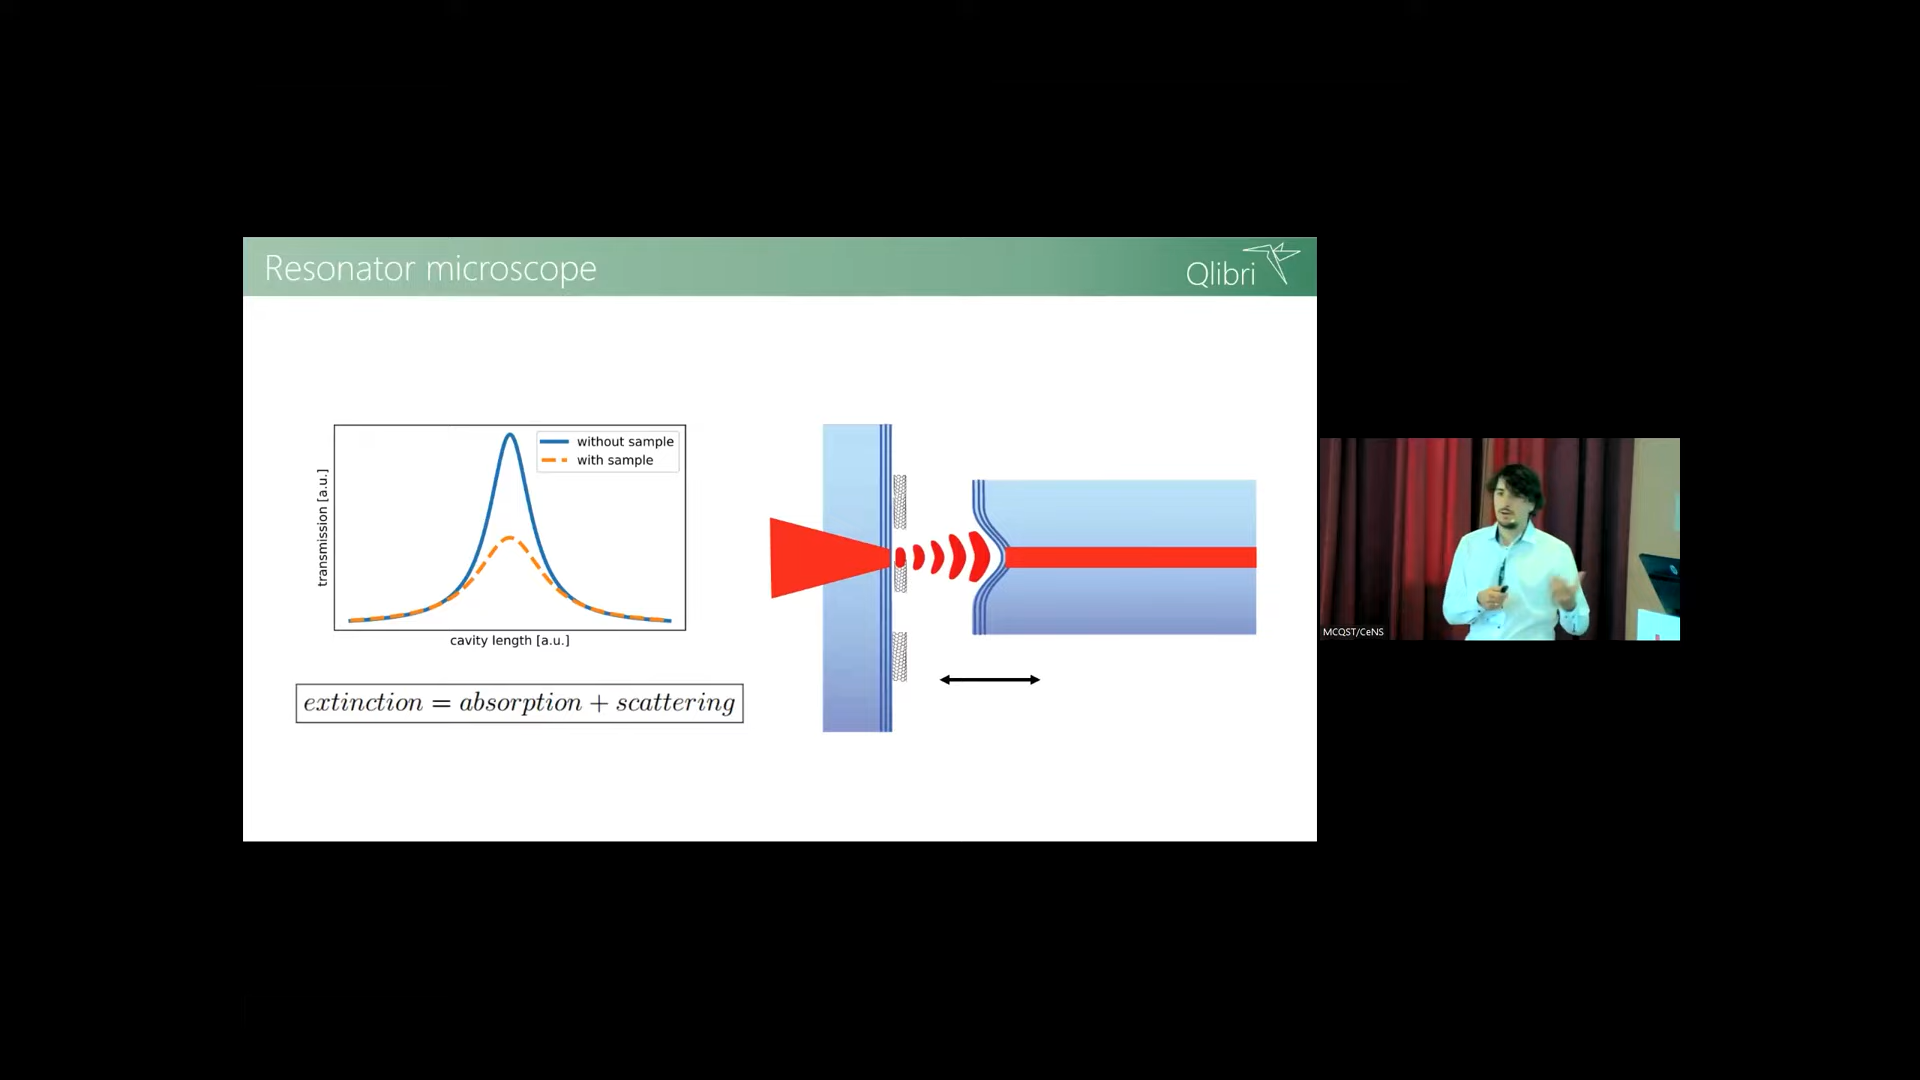 Resonator microscope
Qlibri
without sample
with sample
transmission [a.u.]
cavity length [a.u.]
extinction = absorption + scattering
MCQST/CeNS